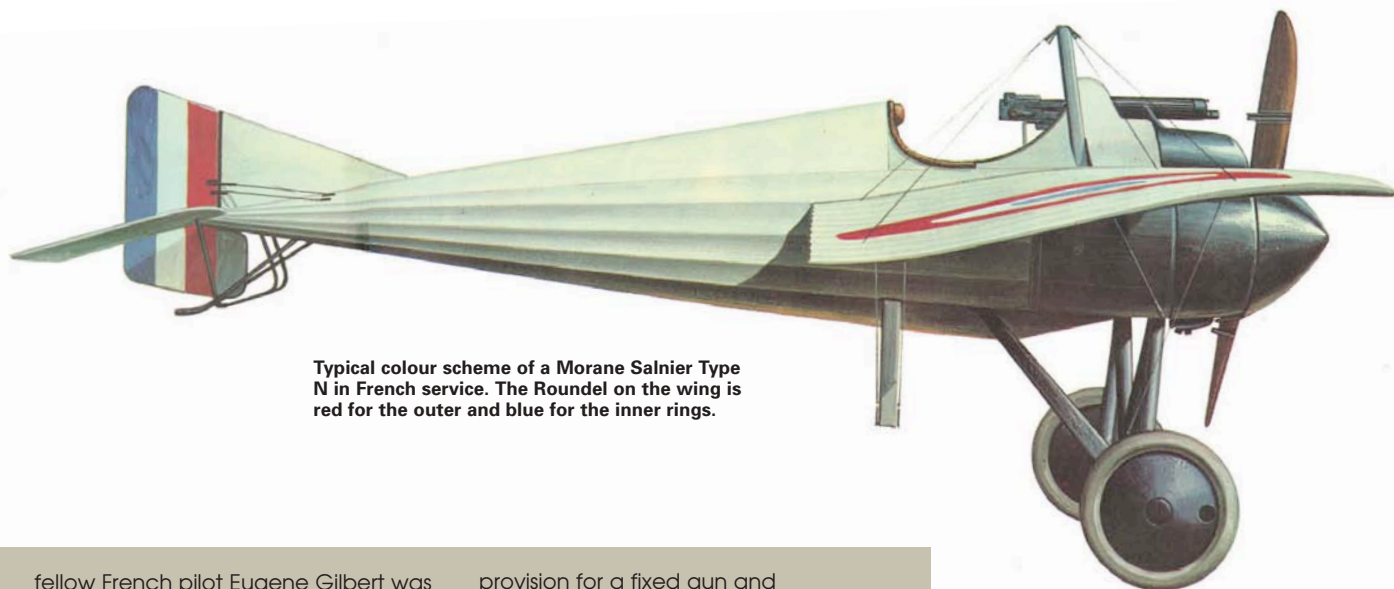 Typical colour scheme of a Morane Salnier Type
N in French service. The Roundel on the wing is
red for the outer and blue for the inner rings.
fellow French pilot Eugene Gilbert was
provision for a fixed gun and